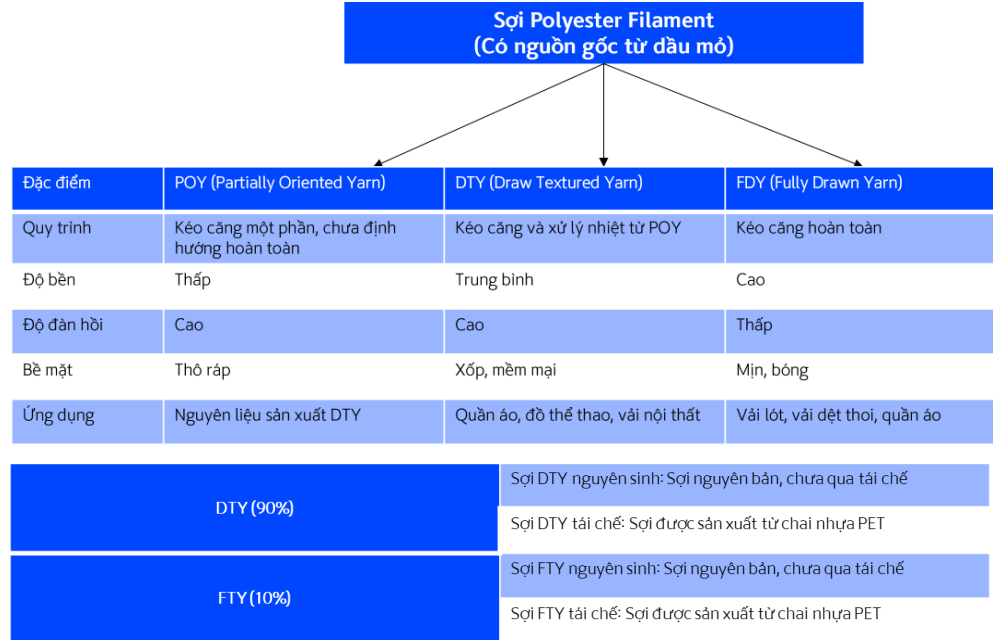 Sợi Polyester Filament
(Có nguồn gốc từ dầu mỏ)
Đặc điểm POY (Partially Oriented Yarn) DTY (Draw Textured Yarn) FDY (Fully Drawn Yarn)
Quy trình Kéo căng một phần, chưa định Kéo căng và xử lý nhiệt từ POY Kéo căng hoàn toàn
hướng hoàn toàn
Độ bền Thấp Trung bình Cao
Độ đàn hồi Cao Cao Thấp
Bề mặt Thô ráp Xốp, mềm mại Mịn, bóng
Ứng dụng Nguyên liệu sản xuất DTY Quần áo, đồ thể thao, vải nội thất Vải lót, vải dệt thoi, quần áo
DTY (90%)
Sợi DTY nguyên sinh: Sợi nguyên bản, chưa qua tái chế
Sợi DTY tái chế: Sợi được sản xuất từ chai nhựa PET
FTY (10%)
Sợi FTY nguyên sinh: Sợi nguyên bản, chưa qua tái chế
Sợi FTY tái chế: Sợi được sản xuất từ chai nhựa PET